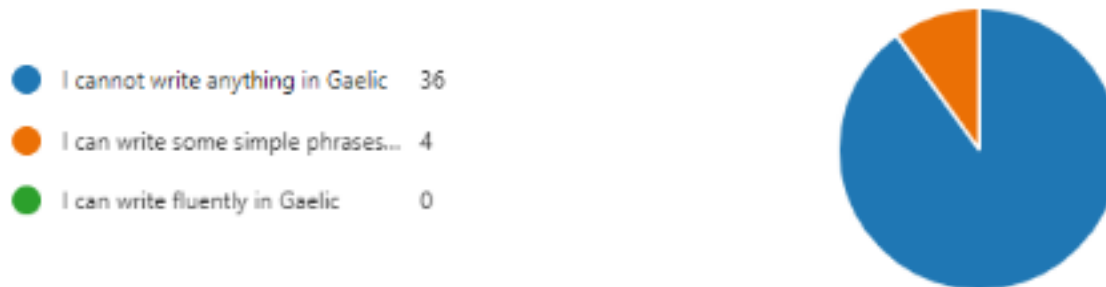 I cannot write anything in Gaelic 36
I can write some simple phrases... 4
I can write fluently in Gaelic 0